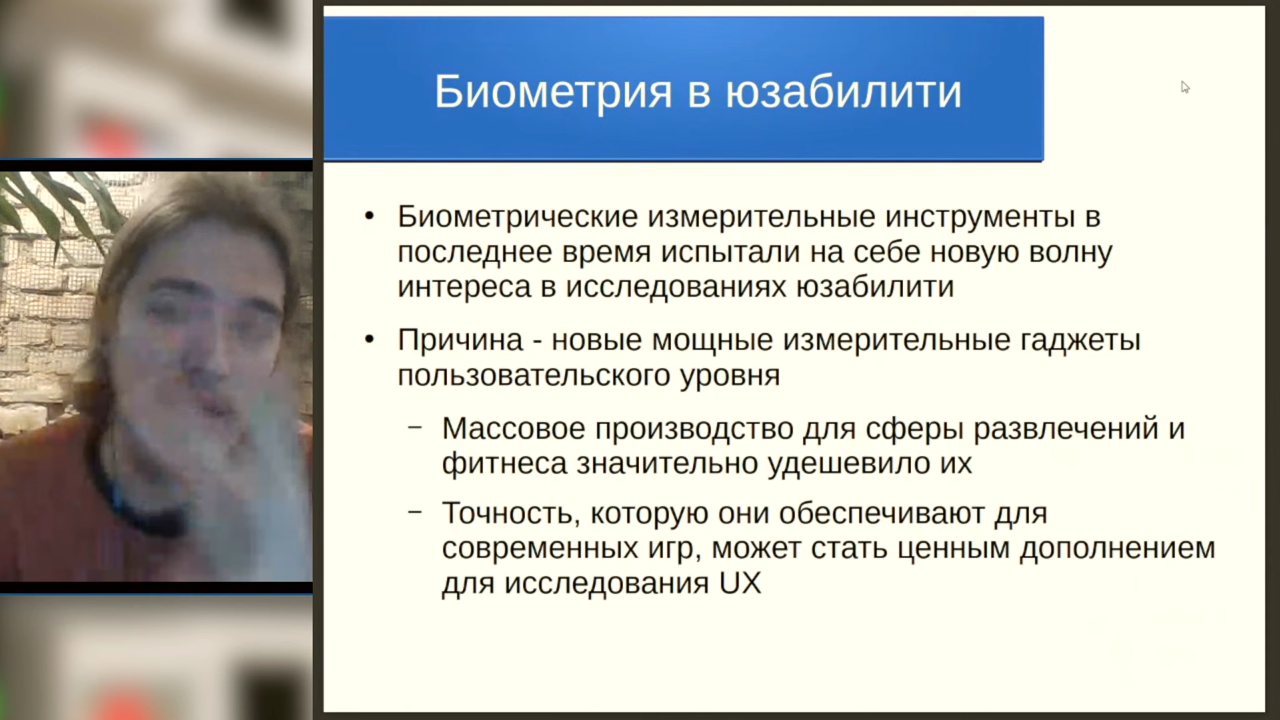 Биометрия в юзабилити
• Биометрические измерительные инструменты в
последнее время испытали на себе новую волну
интереса в исследованиях юзабилити
• Причина - новые мощные измерительные гаджеты
пользовательского уровня
– Массовое производство для сферы развлечений и
фитнеса значительно удешевило их
– Точность, которую они обеспечивают для
современных игр, может стать ценным дополнением
для исследования UX